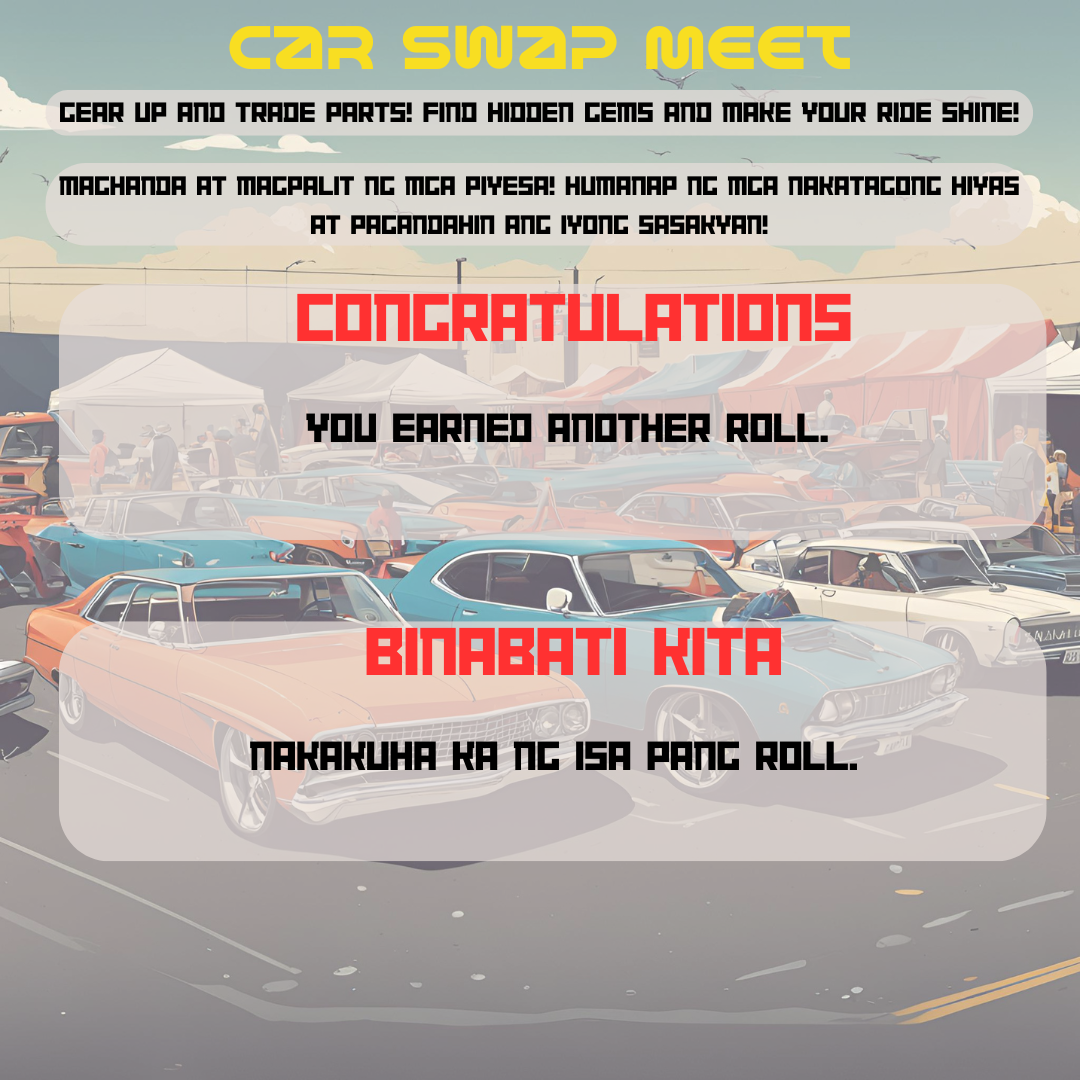 CAR SWAP MEET
GEAR UP AND TRADE PARTS! FIND HIDDEN GEMS AND MAKE YOUR RIDE SHINE!
MAGHANDA AT MAGPALIT NG MGA PIYESA! HUMANAP NG MGA NAKATAGONG HIYAS
AT PAGANDAHIN ANG IYONG SASAKYAN!
CONGRATULATIONS
YOU EARNED ANOTHER ROLL.
BINABATI KITA
NAKAKUHA KA NG ISA PANG ROLL.